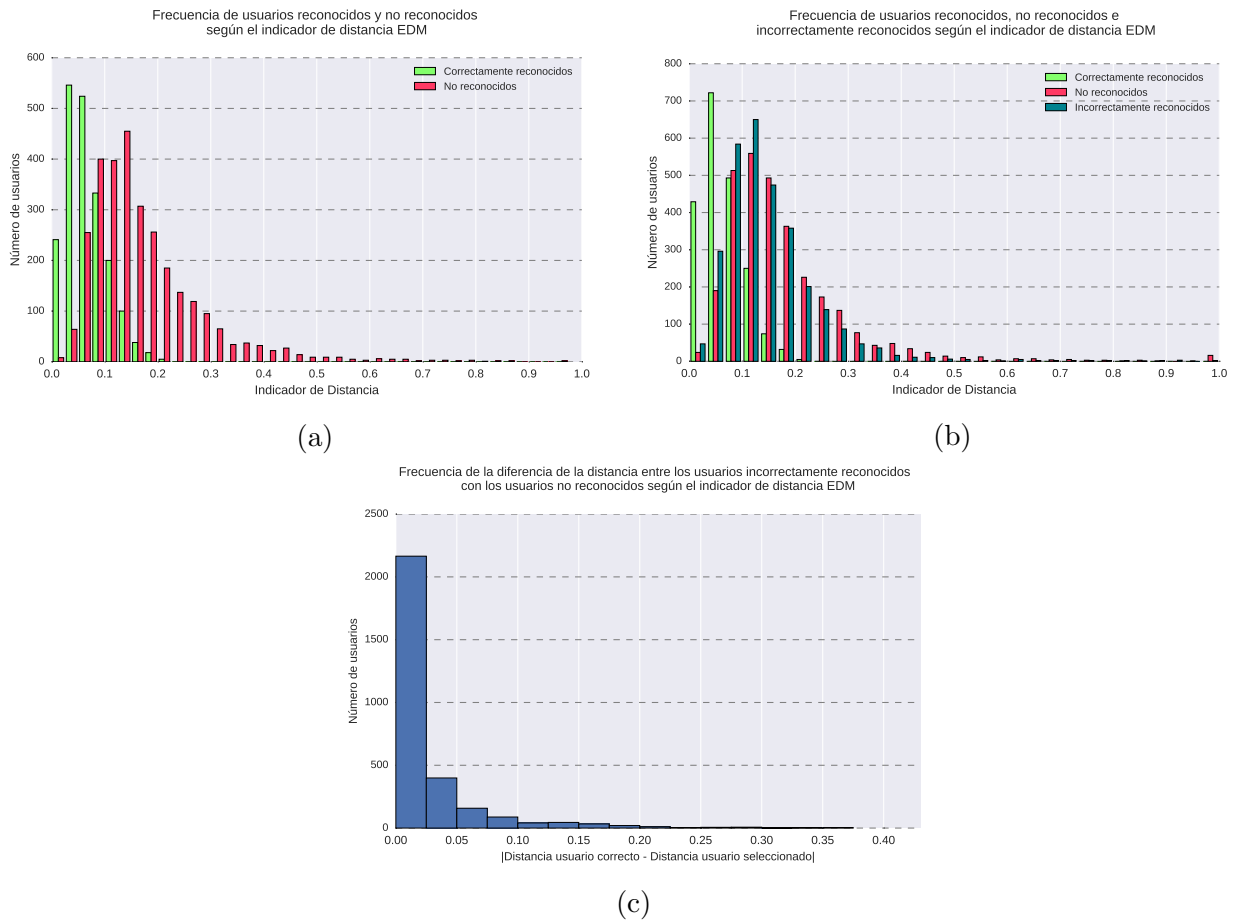 Frecuencia de usuarios reconocidos y no reconocidos
según el indicador de distancia EDM
600
500
400
300
200
100
0
Número de usuarios
Correctamente reconocidos
No reconocidos
0.0 0.1 0.2 0.3 0.4 0.5 0.6 0.7 0.8 0.9 1.0
Indicador de Distancia
(a)
Frecuencia de usuarios reconocidos, no reconocidos e
incorrectamente reconocidos según el indicador de distancia EDM
800
700
600
500
400
300
200
100
0
Número de usuarios
Correctamente reconocidos
No reconocidos
Incorrectamente reconocidos
0.0 0.1 0.2 0.3 0.4 0.5 0.6 0.7 0.8 0.9 1.0
Indicador de Distancia
(b)
Frecuencia de la diferencia de la distancia entre los usuarios incorrectamente reconocidos
con los usuarios no reconocidos según el indicador de distancia EDM
2500
2000
1500
1000
500
0
Número de usuarios
0.00 0.05 0.10 0.15 0.20 0.25 0.30 0.35 0.40
|Distancia usuario correcto - Distancia usuario seleccionado|
(c)